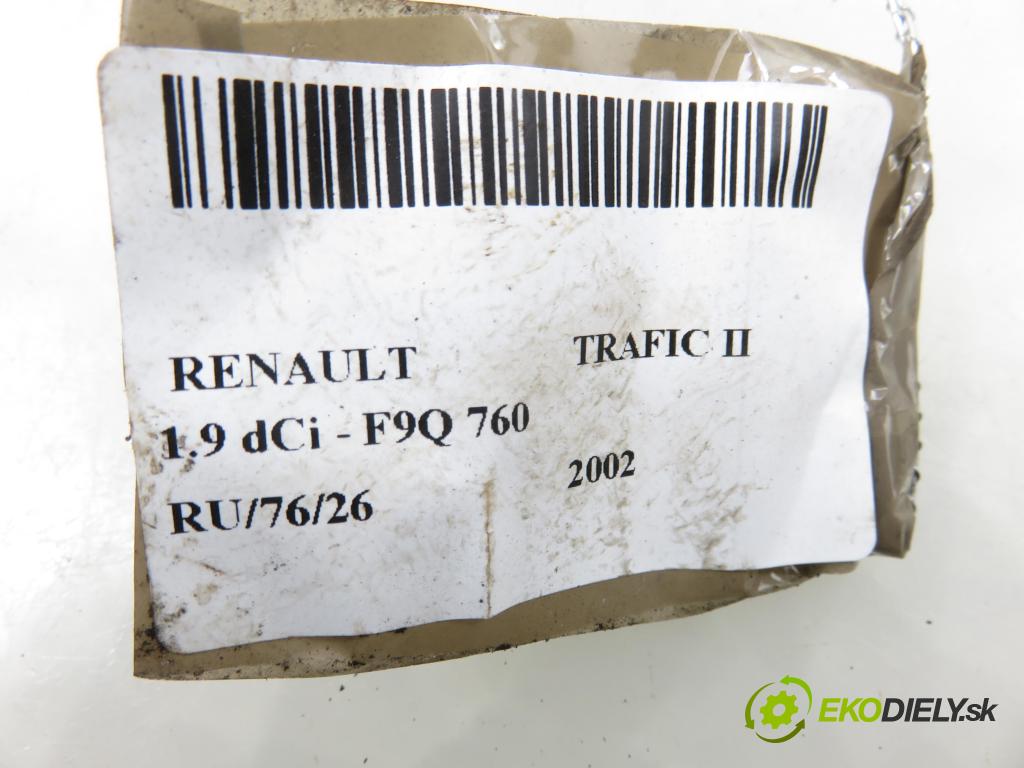 RENAULT TRAFIC II
1.9 dCi - F9Q 760
2002
RU/76/26
EKODIELY.sk